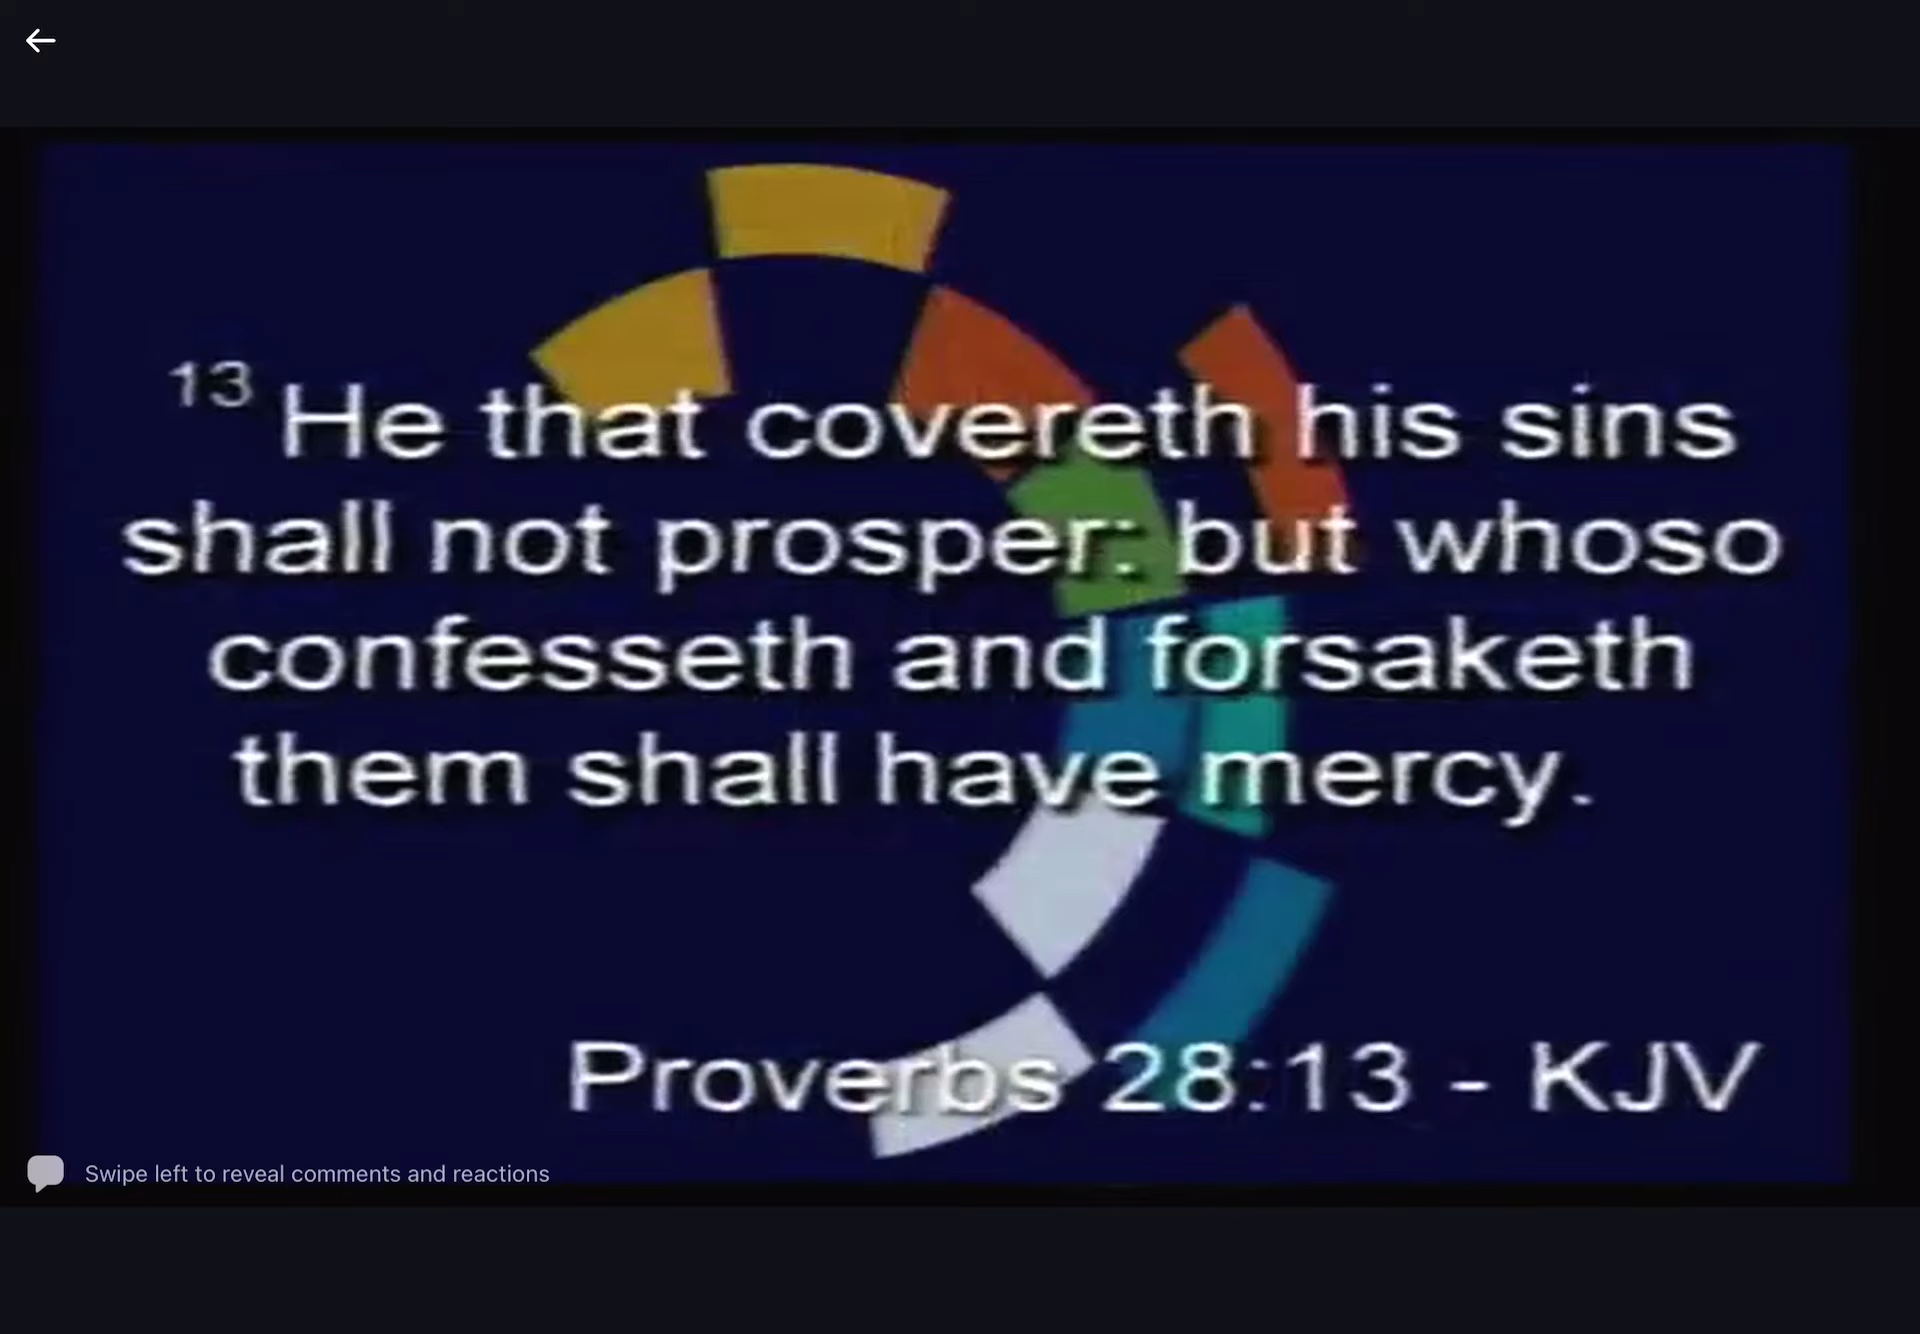 13 He that covereth his sins
shall not prosper: but whoso
confesseth and forsaketh
them shall have mercy.
Proverbs 28:13 - KJV
Swipe left to reveal comments and reactions